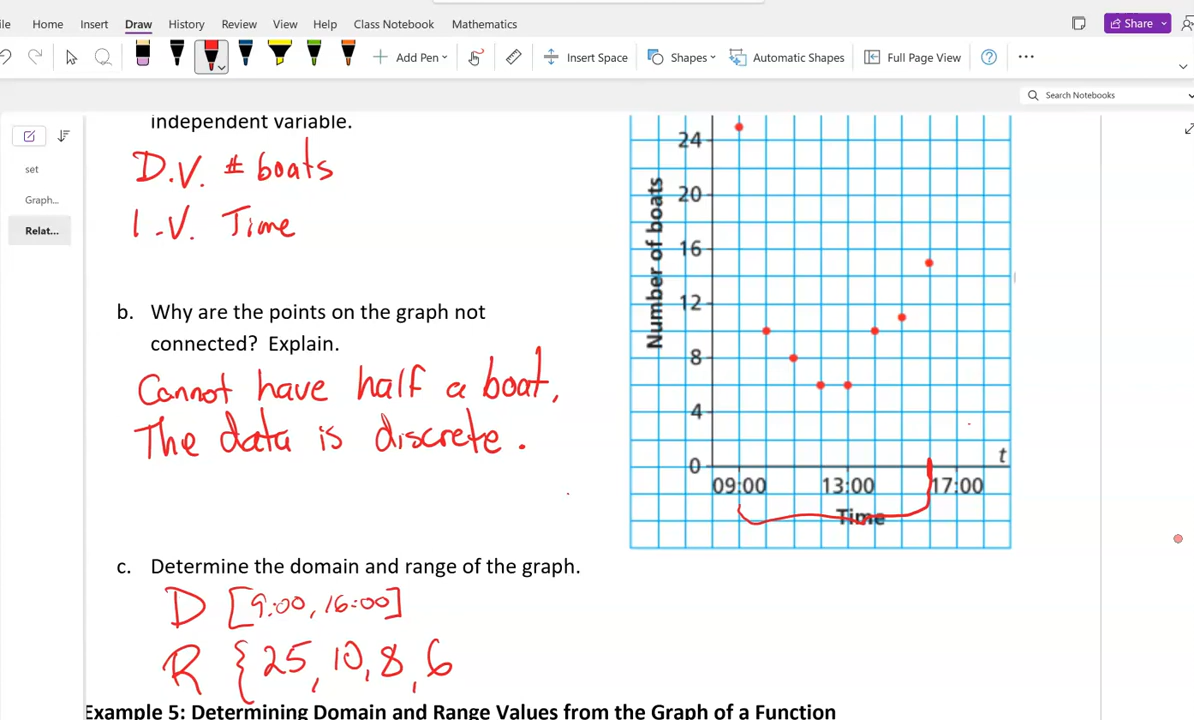 ile Home Insert Draw History Review View Help Class Notebook Mathematics Share
Add Pen Insert Space Shapes Automatic Shapes Full Page View
Search Notebooks
set
Graph...
Relat...
independent variable.
D.V. # boats
I.V. Time
b. Why are the points on the graph not
connected? Explain.
Cannot have half a boat,
The data is discrete.
c. Determine the domain and range of the graph.
D [9:00, 16:00]
R {25, 10, 8, 6
Example 5: Determining Domain and Range Values from the Graph of a Function
Number of boats
24
20
16
12
8
4
0
t
09:00 13:00 17:00
Time